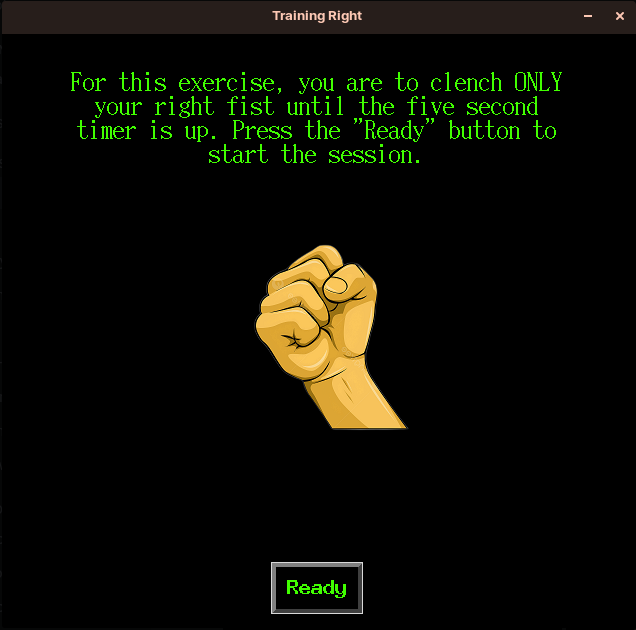 Training Right
For this exercise, you are to clench ONLY
your right fist until the five second
timer is up. Press the "Ready" button to
start the session.
Ready